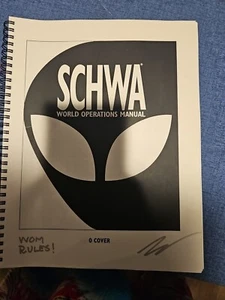 SCHWA®
WORLD OPERATIONS MANUAL
0 COVER
WOM
RULES!